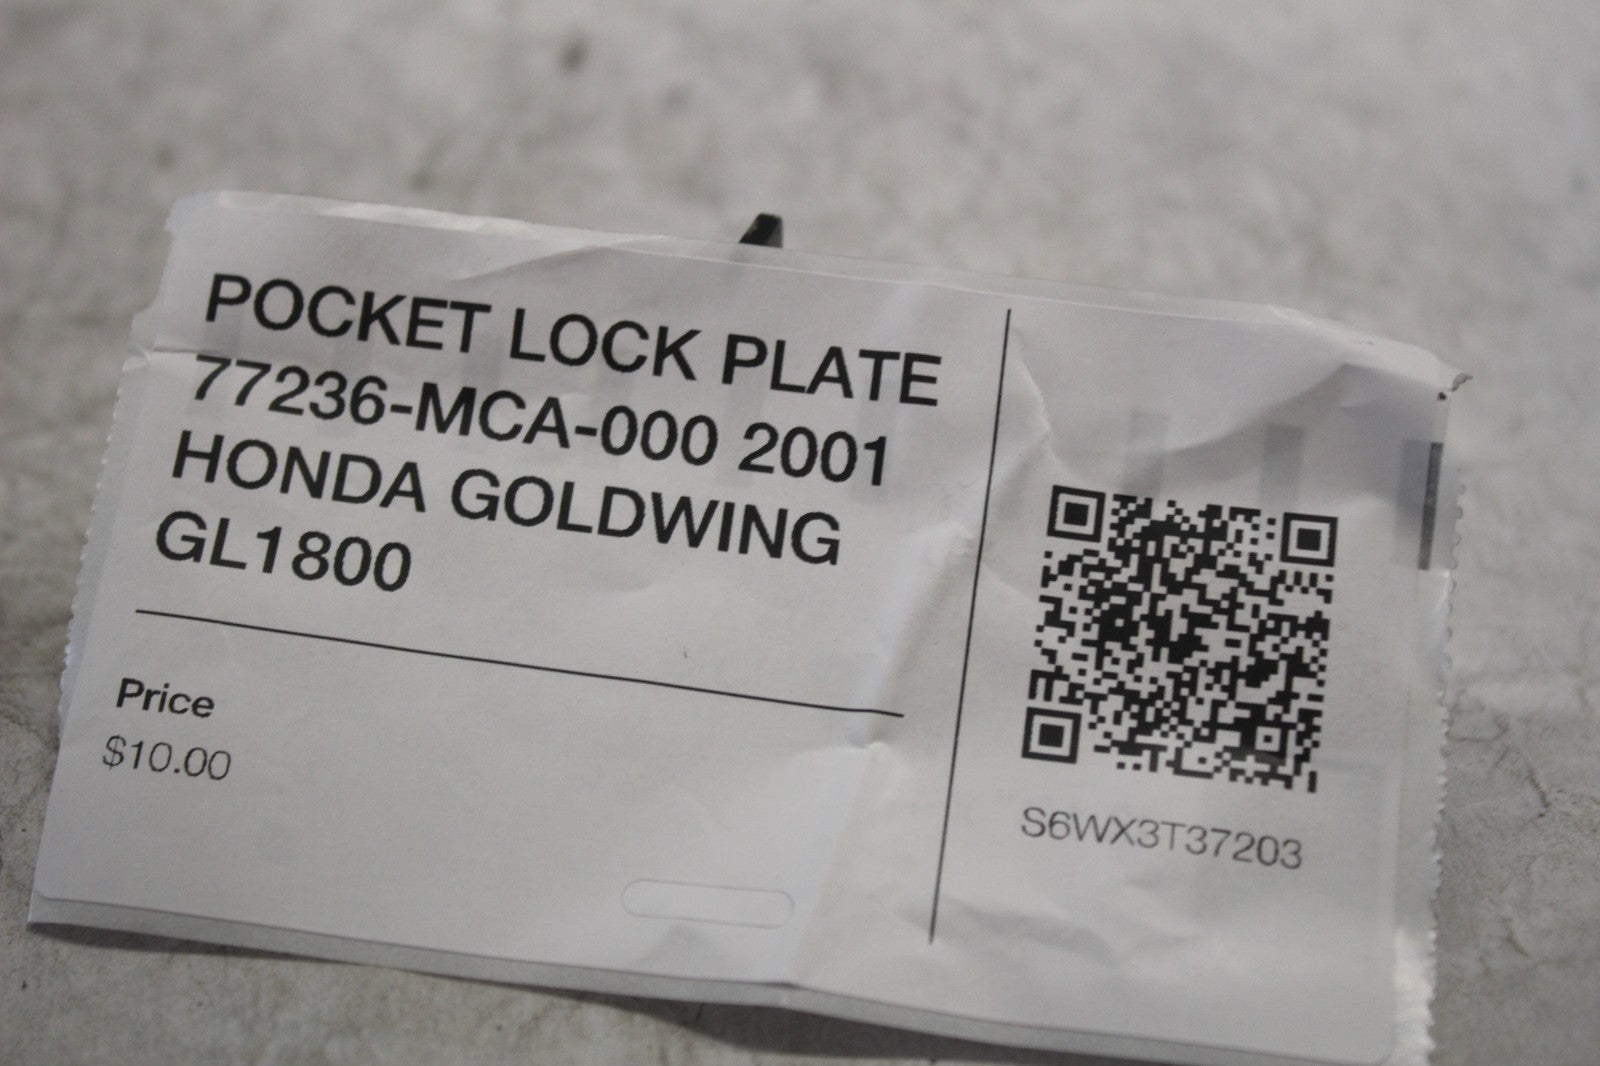 POCKET LOCK PLATE
77236-MCA-000 2001
HONDA GOLDWING
GL1800
Price
$10.00
S6WX3T37203